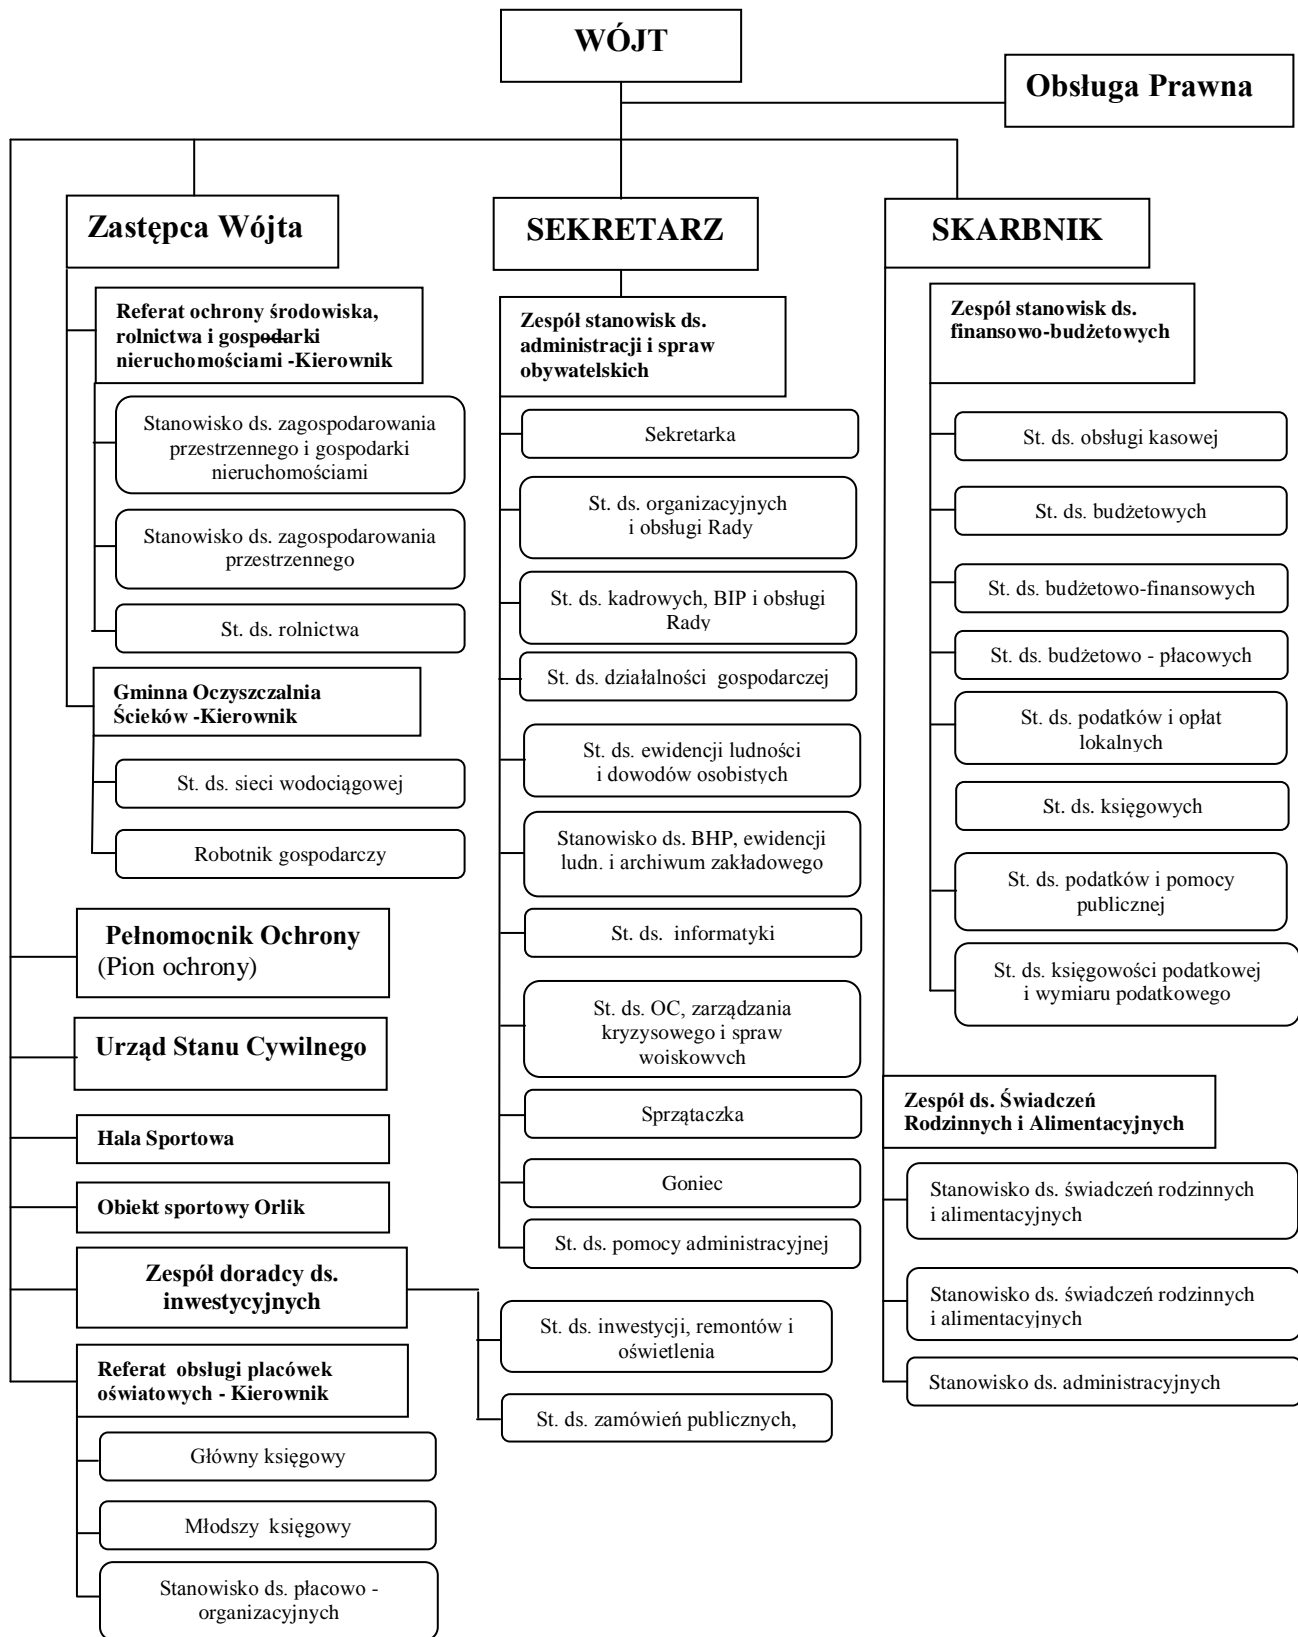 WÓJT
Obsługa Prawna
Zastępca Wójta
Referat ochrony środowiska,
rolnictwa i gospodarki
nieruchomościami -Kierownik
Stanowisko ds. zagospodarowania
przestrzennego i gospodarki
nieruchomościami
Stanowisko ds. zagospodarowania
przestrzennego
St. ds. rolnictwa
Gminna Oczyszczalnia
Ścieków -Kierownik
St. ds. sieci wodociągowej
Robotnik gospodarczy
Pełnomocnik Ochrony
(Pion ochrony)
Urząd Stanu Cywilnego
Hala Sportowa
Obiekt sportowy Orlik
Zespół doradcy ds.
inwestycyjnych
St. ds. inwestycji, remontów i
oświetlenia
St. ds. zamówień publicznych,
Referat obsługi placówek
oświatowych - Kierownik
Główny księgowy
Młodszy księgowy
Stanowisko ds. płacowo -
organizacyjnych
SEKRETARZ
Zespół stanowisk ds.
administracji i spraw
obywatelskich
Sekretarka
St. ds. organizacyjnych
i obsługi Rady
St. ds. kadrowych, BIP i obsługi
Rady
St. ds. działalności gospodarczej
St. ds. ewidencji ludności
i dowodów osobistych
Stanowisko ds. BHP, ewidencji
ludn. i archiwum zakładowego
St. ds. informatyki
St. ds. OC, zarządzania
kryzysowego i spraw
wojskowych
Sprzątaczka
Goniec
St. ds. pomocy administracyjnej
SKARBNIK
Zespół stanowisk ds.
finansowo-budżetowych
St. ds. obsługi kasowej
St. ds. budżetowych
St. ds. budżetowo-finansowych
St. ds. budżetowo - płacowych
St. ds. podatków i opłat
lokalnych
St. ds. księgowych
St. ds. podatków i pomocy
publicznej
St. ds. księgowości podatkowej
i wymiaru podatkowego
Zespół ds. Świadczeń
Rodzinnych i Alimentacyjnych
Stanowisko ds. świadczeń rodzinnych
i alimentacyjnych
Stanowisko ds. świadczeń rodzinnych
i alimentacyjnych
Stanowisko ds. administracyjnych